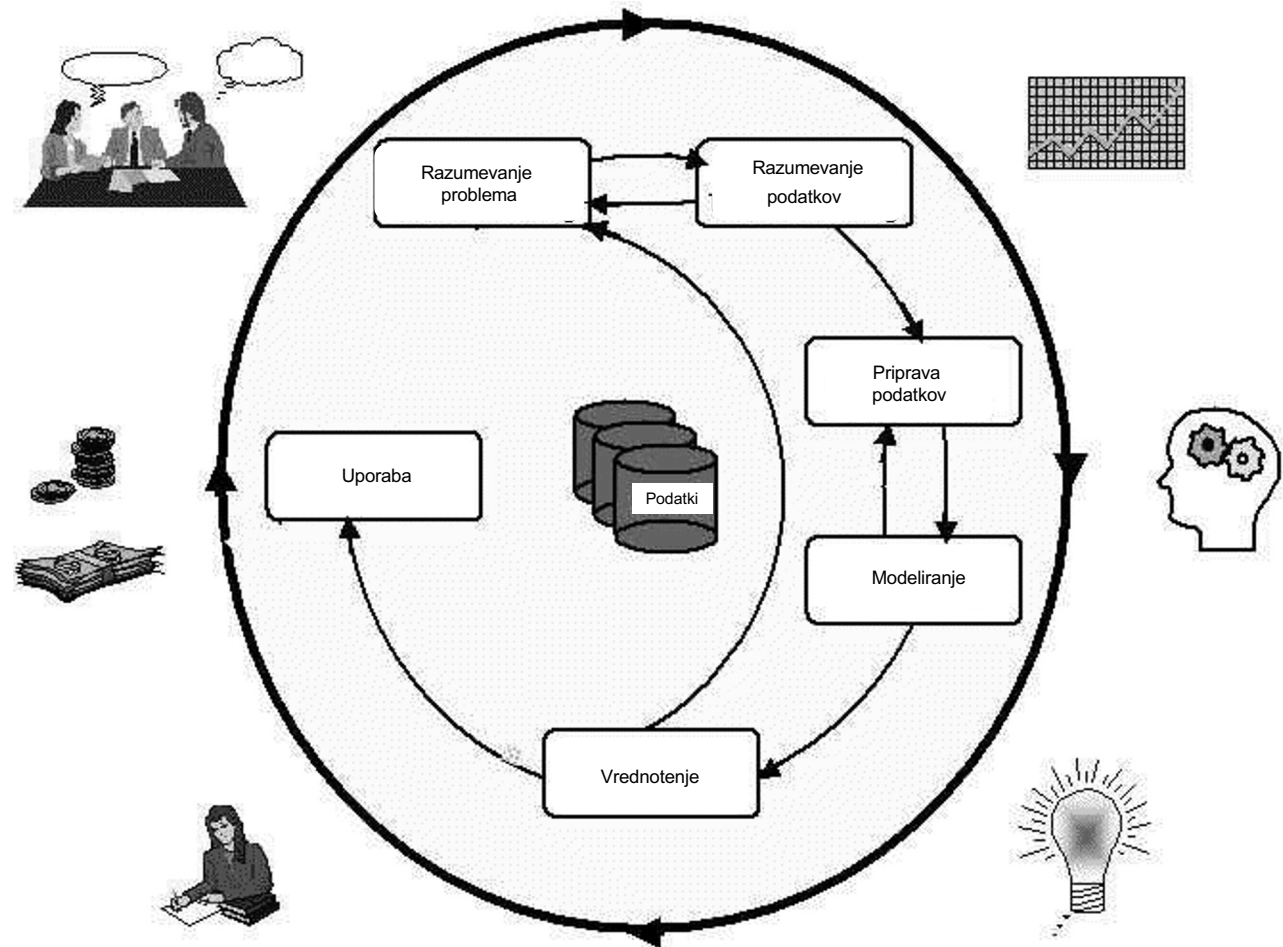 Razumevanje
problema
Razumevanje
podatkov
Priprava
podatkov
Uporaba
Podatki
Modeliranje
Vrednotenje